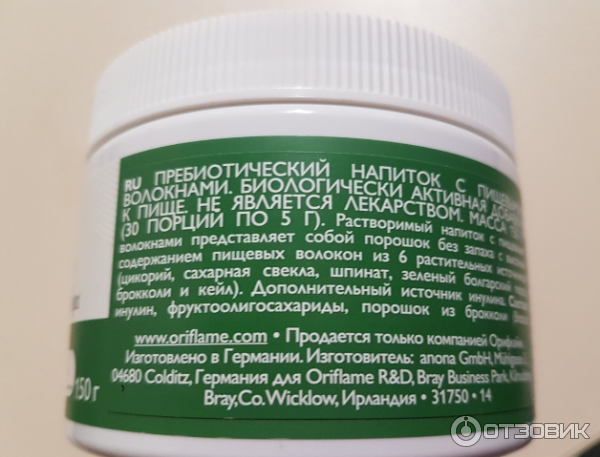 RU ПРЕБИОТИЧЕСКИЙ НАПИТОК С
ВОЛОКНАМИ. БИОЛОГИЧЕСКИ АКТИВНАЯ
К ПИЩЕ. НЕ ЯВЛЯЕТСЯ ЛЕКАРСТВОМ. МАССА
(30 ПОРЦИЙ ПО 5 Г). Растворимый напиток с
волокнами представляет собой порошок без запаха с
содержанием пищевых волокон из 6 растительных
(цикорий, сахарная свекла, шпинат, зеленый болгарский
брокколи и кейл). Дополнительный источник инулина.
инулин, фруктоолигосахариды, порошок из брокколи
www.oriflame.com • Продается только компанией
Изготовлено в Германии. Изготовитель: anona GmbH,
04680 Colditz, Германия для Oriflame R&D, Bray Business Park,
Bray, Co. Wicklow, Ирландия • 31750 • 14
150 г
ОТЗОВИК